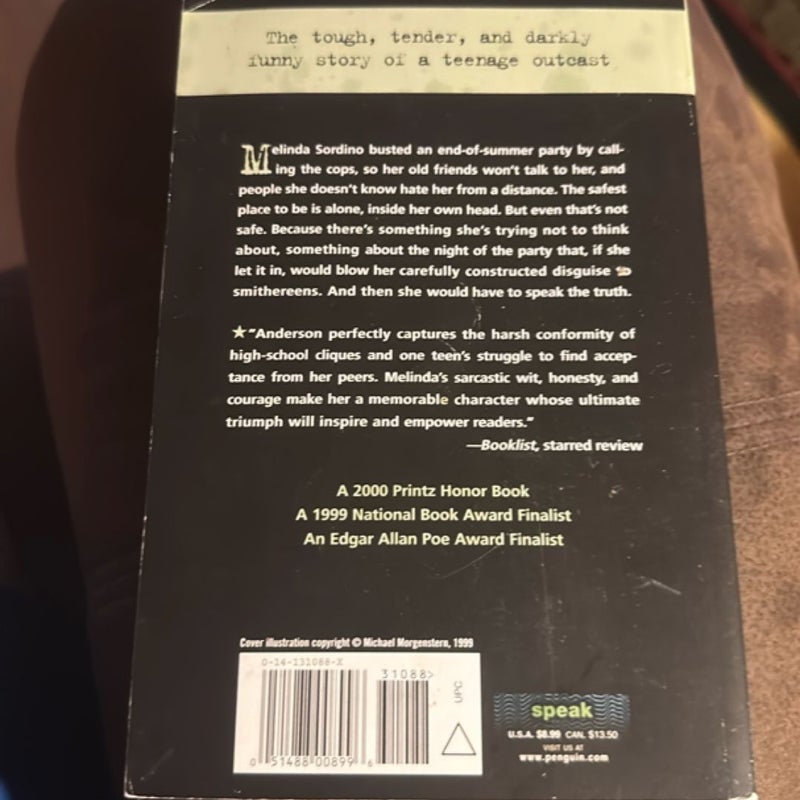 The tough, tender, and darkly
funny story of a teenage outcast
Melinda Sordino busted an end-of-summer party by call-
ing the cops, so her old friends won't talk to her, and
people she doesn't know hate her from a distance. The safest
place to be is alone, inside her own head. But even that's not
safe. Because there's something she's trying not to think
about, something about the night of the party that, if she
let it in, would blow her carefully constructed disguise to
smithereens. And then she would have to speak the truth.
★"Anderson perfectly captures the harsh conformity of
high-school cliques and one teen's struggle to find accep-
tance from her peers. Melinda's sarcastic wit, honesty, and
courage make her a memorable character whose ultimate
triumph will inspire and empower readers."
—Booklist, starred review
A 2000 Printz Honor Book
A 1999 National Book Award Finalist
An Edgar Allan Poe Award Finalist
Cover illustration copyright © Michael Morgenstern, 1999
0-14-131088-X
31088>
UPC
0 51488 00899 6
speak
U.S.A. $8.99 CAN. $13.50
VISIT US AT
www.penguin.com